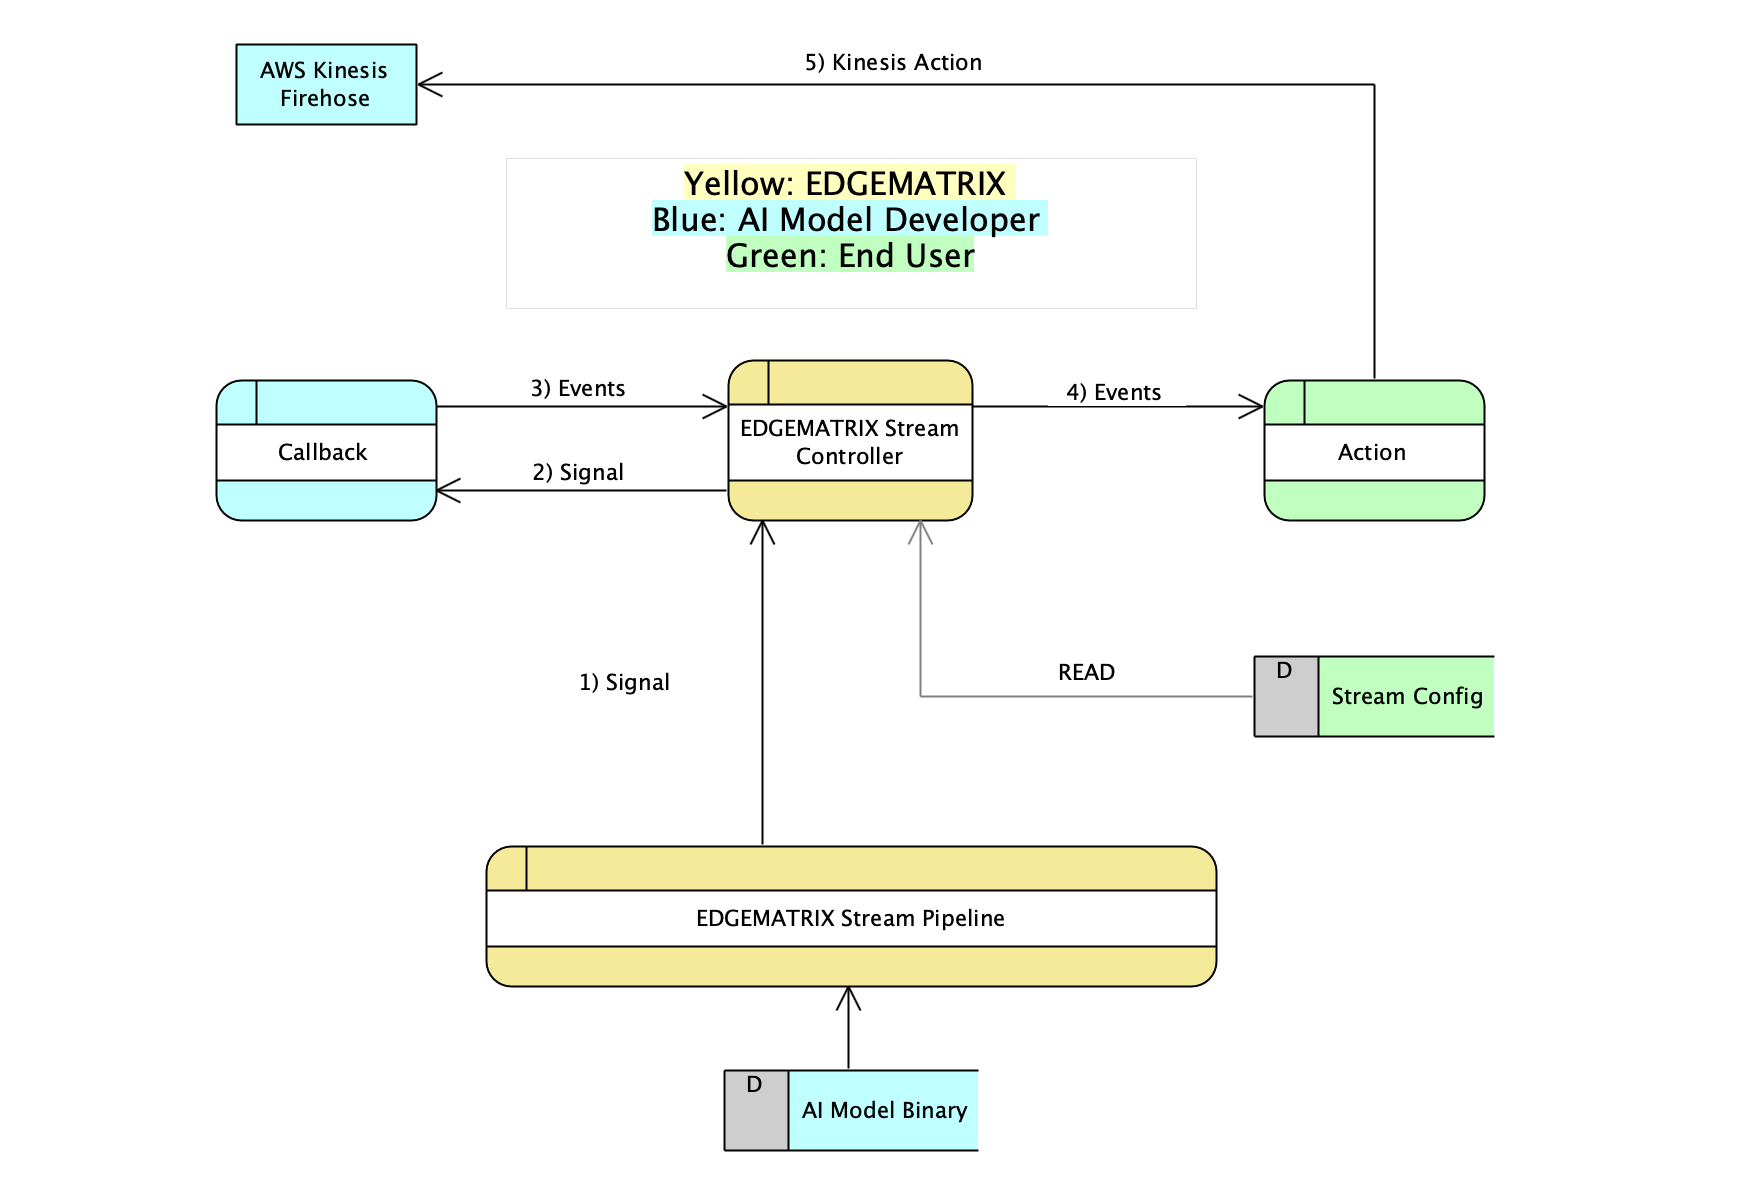 AWS Kinesis
Firehose
5) Kinesis Action
Yellow: EDGEMATRIX
Blue: AI Model Developer
Green: End User
3) Events
4) Events
EDGEMATRIX Stream
Controller
Callback
Action
2) Signal
1) Signal
READ
D
Stream Config
EDGEMATRIX Stream Pipeline
D
AI Model Binary